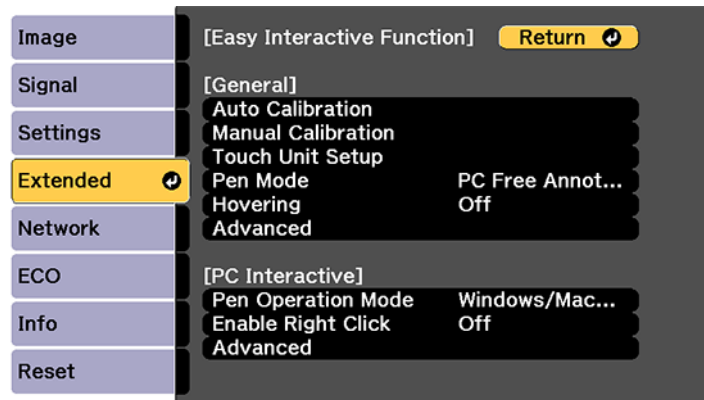 Image
Signal
Settings
Extended
Network
ECO
Info
Reset
[Easy Interactive Function] Return
[General]
Auto Calibration
Manual Calibration
Touch Unit Setup
Pen Mode PC Free Annot...
Hovering Off
Advanced
[PC Interactive]
Pen Operation Mode Windows/Mac...
Enable Right Click Off
Advanced